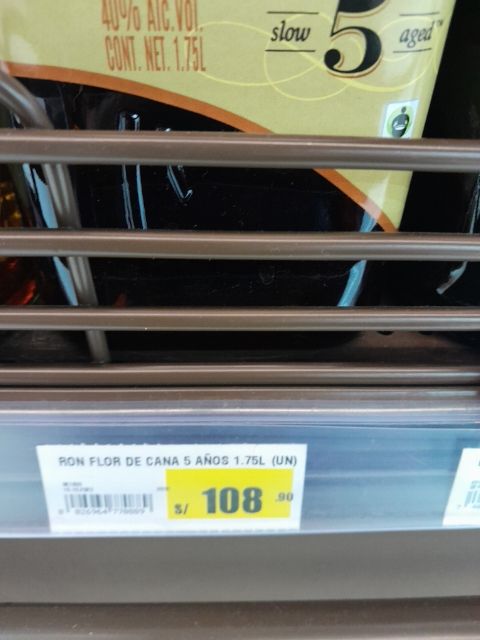 40% Alc.Vol.
CONT. NET. 1.75L
slow 5 aged™
RON FLOR DE CANA 5 AÑOS 1.75L (UN)
S/ 108 .90